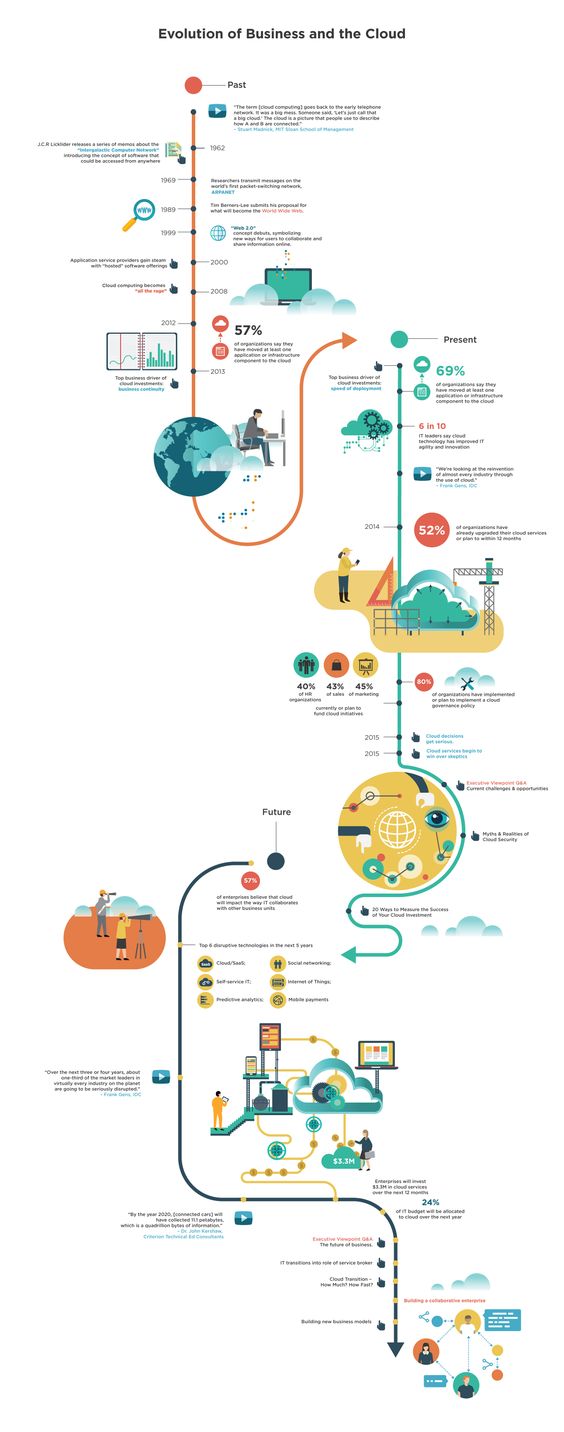 Evolution of Business and the Cloud
Past
"The term [cloud computing] goes back to the early telephone
network. It was a big mess. Someone said, 'Let's just call that
a big cloud.' The cloud is a picture that people use to describe
how A and B are connected."
- Stuart Madnick, MIT Sloan School of Management
J.C.R Licklider releases a series of memos about the
"Intergalactic Computer Network"
introducing the concept of software that
could be accessed from anywhere
1962
1969
Researchers transmit messages on the
world's first packet-switching network,
ARPANET
WWW
1989
Tim Berners-Lee submits his proposal for
what will become the World Wide Web.
1999
"Web 2.0"
concept debuts, symbolizing
new ways for users to collaborate and
share information online.
Application service providers gain steam
with "hosted" software offerings
2000
Cloud computing becomes
"all the rage"
2008
2012
57%
of organizations say they
have moved at least one
application or infrastructure
component to the cloud
2013
Top business driver of
cloud investments:
business continuity
Present
Top business driver of
cloud investments:
speed of deployment
69%
of organizations say they
have moved at least one
application or infrastructure
component to the cloud
6 in 10
IT leaders say cloud
technology has improved IT
agility and innovation
"We're looking at the reinvention
of almost every industry through
the use of cloud."
- Frank Gens, IDC
2014
52%
of organizations have
already upgraded their cloud services
or plan to within 12 months
40%
of HR
organizations
43%
of sales
45%
of marketing
currently or plan to
fund cloud initiatives
80%
of organizations have implemented
or plan to implement a cloud
governance policy
2015
Cloud decisions
get serious.
2015
Cloud services begin to
win over skeptics
Executive Viewpoint Q&A
Current challenges & opportunities
Myths & Realities of
Cloud Security
20 Ways to Measure the Success
of Your Cloud Investment
Future
57%
of enterprises believe that cloud
will impact the way IT collaborates
with other business units
Top 6 disruptive technologies in the next 5 years
SaaS
Cloud/SaaS;
Social networking;
Self-service IT;
Internet of Things;
Predictive analytics;
Mobile payments
"Over the next three or four years, about
one-third of the market leaders in
virtually every industry on the planet
are going to be seriously disrupted."
- Frank Gens, IDC
$3.3M
Enterprises will invest
$3.3M in cloud services
over the next 12 months
24%
of IT budget will be allocated
to cloud over the next year
"By the year 2020, [connected cars] will
have collected 11.1 petabytes,
which is a quadrillion bytes of information."
- Dr. John Kershaw,
Criterion Technical Ed Consultants
Executive Viewpoint Q&A
The future of business.
IT transitions into role of service broker
Cloud Transition –
How Much? How Fast?
Building new business models
Building a collaborative enterprise